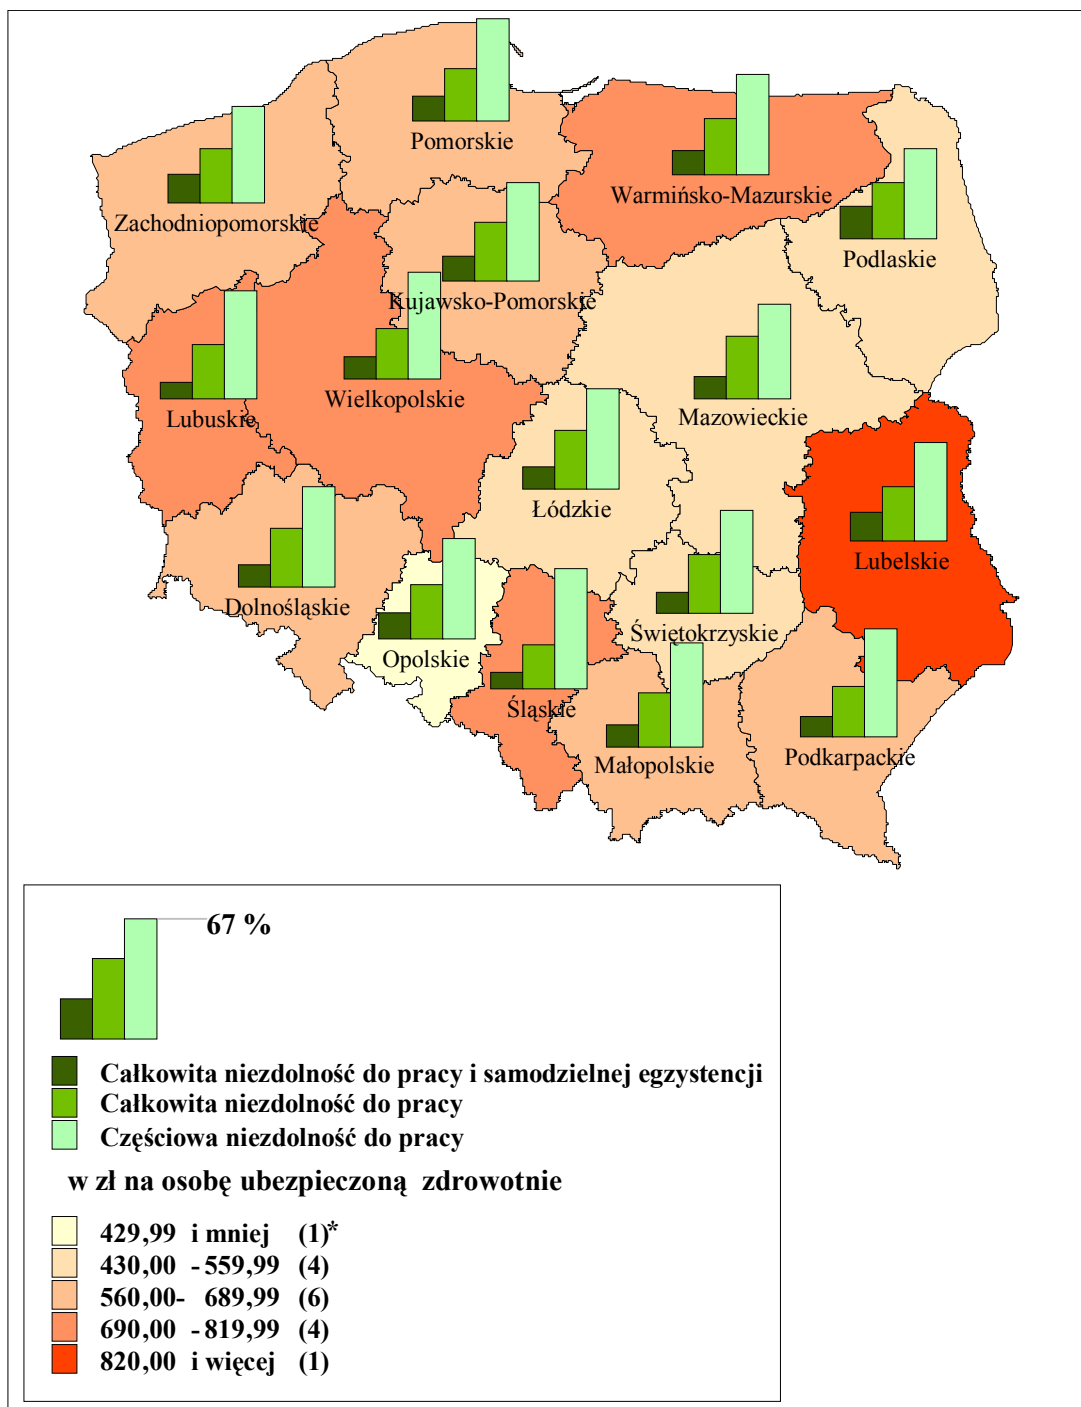 Pomorskie
Warmińsko-Mazurskie
Zachodniopomorskie
Podlaskie
Kujawsko-Pomorskie
Wielkopolskie
Mazowieckie
Lubuskie
Łódzkie
Lubelskie
Dolnośląskie
Świętokrzyskie
Opolskie
Śląskie
Podkarpackie
Małopolskie
67 %
Całkowita niezdolność do pracy i samodzielnej egzystencji
Całkowita niezdolność do pracy
Częściowa niezdolność do pracy
w zł na osobę ubezpieczoną zdrowotnie
429,99 i mniej (1)*
430,00 - 559,99 (4)
560,00- 689,99 (6)
690,00 - 819,99 (4)
820,00 i więcej (1)